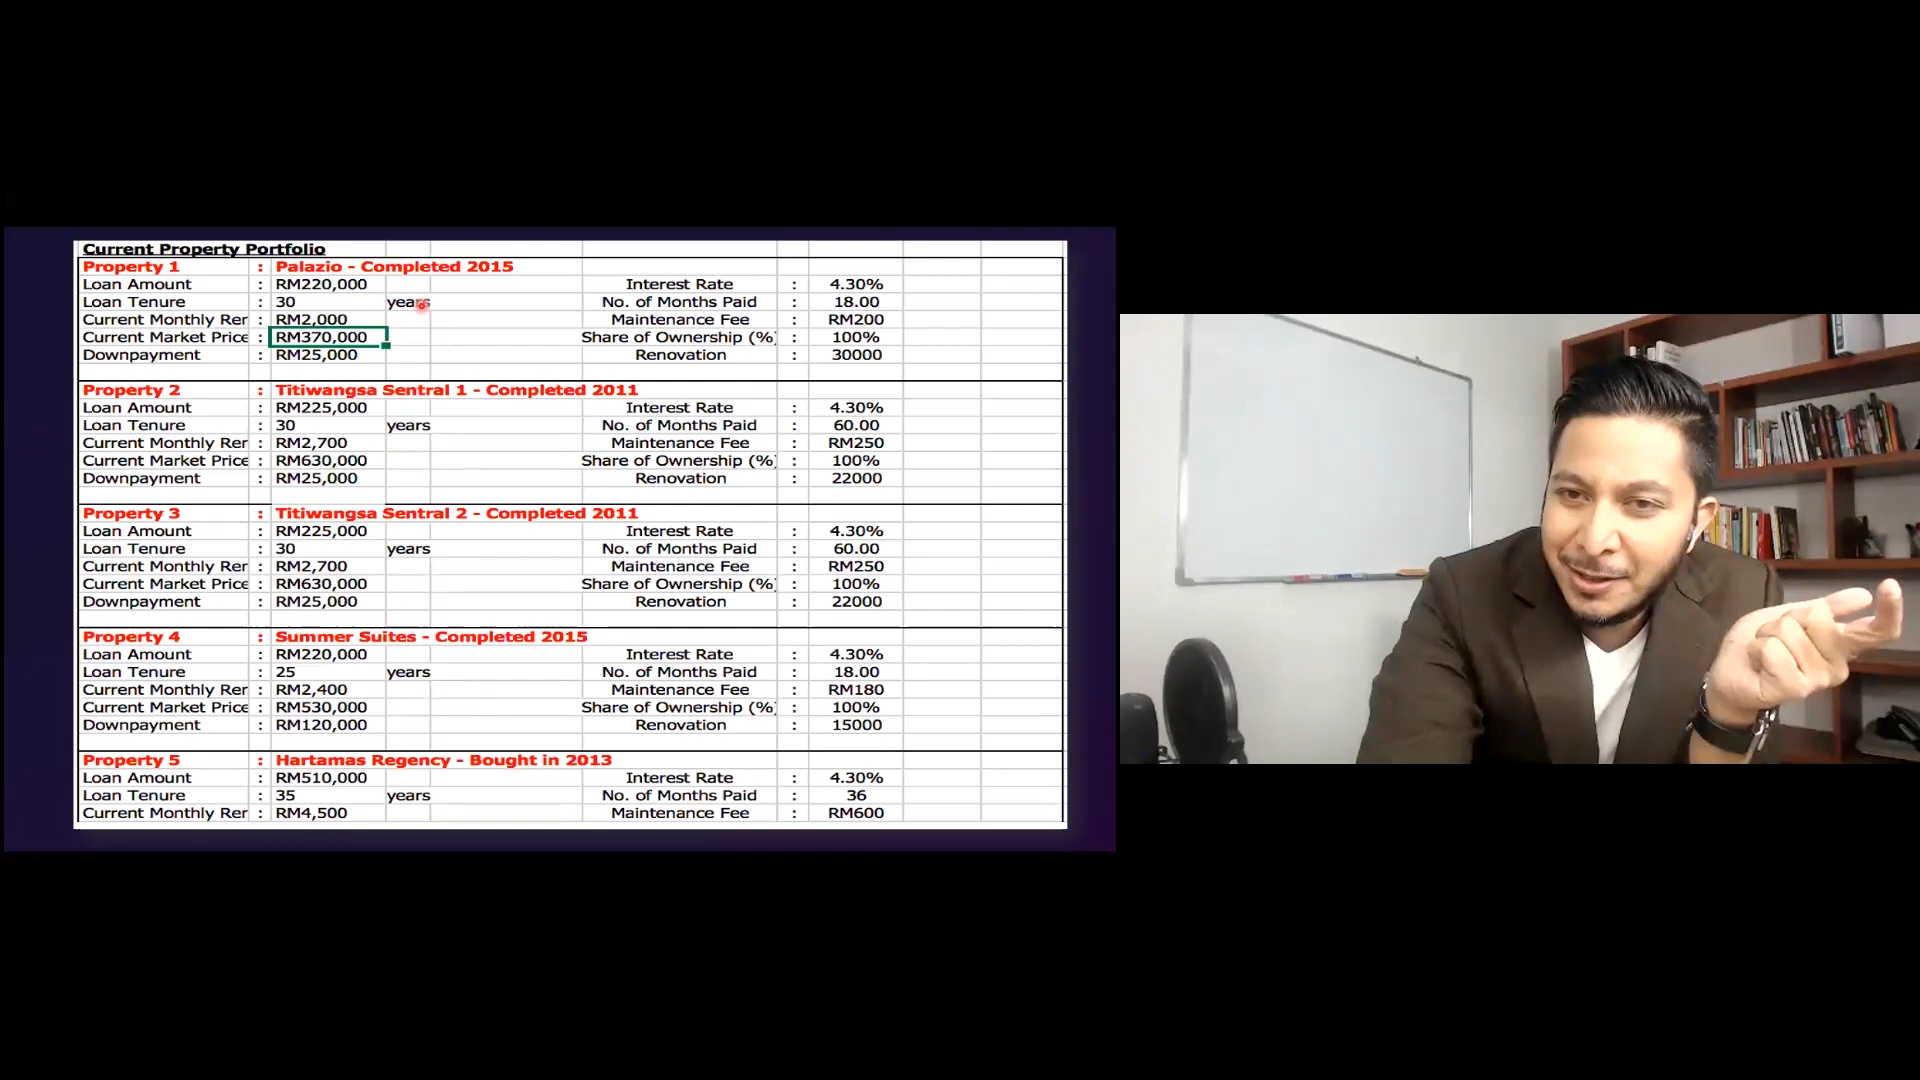 Current Property Portfolio
Property 1 : Palazio - Completed 2015
Loan Amount : RM220,000 Interest Rate : 4.30%
Loan Tenure : 30 years No. of Months Paid : 18.00
Current Monthly Rer : RM2,000 Maintenance Fee : RM200
Current Market Price : RM370,000 Share of Ownership (%) : 100%
Downpayment : RM25,000 Renovation : 30000
Property 2 : Titiwangsa Sentral 1 - Completed 2011
Loan Amount : RM225,000 Interest Rate : 4.30%
Loan Tenure : 30 years No. of Months Paid : 60.00
Current Monthly Rer : RM2,700 Maintenance Fee : RM250
Current Market Price : RM630,000 Share of Ownership (%) : 100%
Downpayment : RM25,000 Renovation : 22000
Property 3 : Titiwangsa Sentral 2 - Completed 2011
Loan Amount : RM225,000 Interest Rate : 4.30%
Loan Tenure : 30 years No. of Months Paid : 60.00
Current Monthly Rer : RM2,700 Maintenance Fee : RM250
Current Market Price : RM630,000 Share of Ownership (%) : 100%
Downpayment : RM25,000 Renovation : 22000
Property 4 : Summer Suites - Completed 2015
Loan Amount : RM220,000 Interest Rate : 4.30%
Loan Tenure : 25 years No. of Months Paid : 18.00
Current Monthly Rer : RM2,400 Maintenance Fee : RM180
Current Market Price : RM530,000 Share of Ownership (%) : 100%
Downpayment : RM120,000 Renovation : 15000
Property 5 : Hartamas Regency - Bought in 2013
Loan Amount : RM510,000 Interest Rate : 4.30%
Loan Tenure : 35 years No. of Months Paid : 36
Current Monthly Rer : RM4,500 Maintenance Fee : RM600